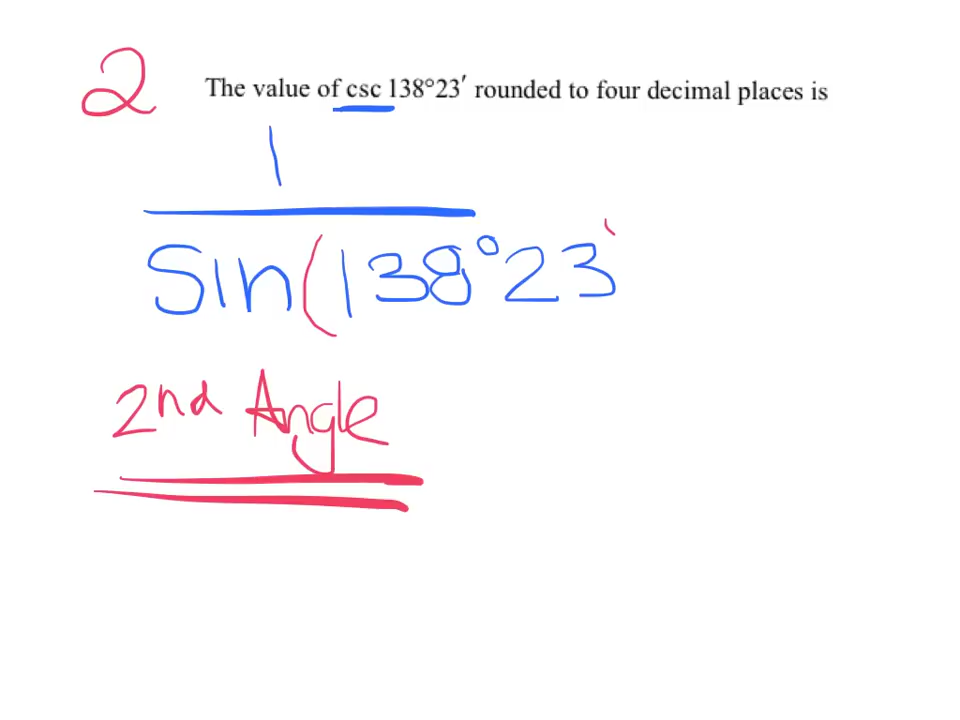 2 The value of csc 138°23′ rounded to four decimal places is
1
Sin(138°23'
2nd Angle